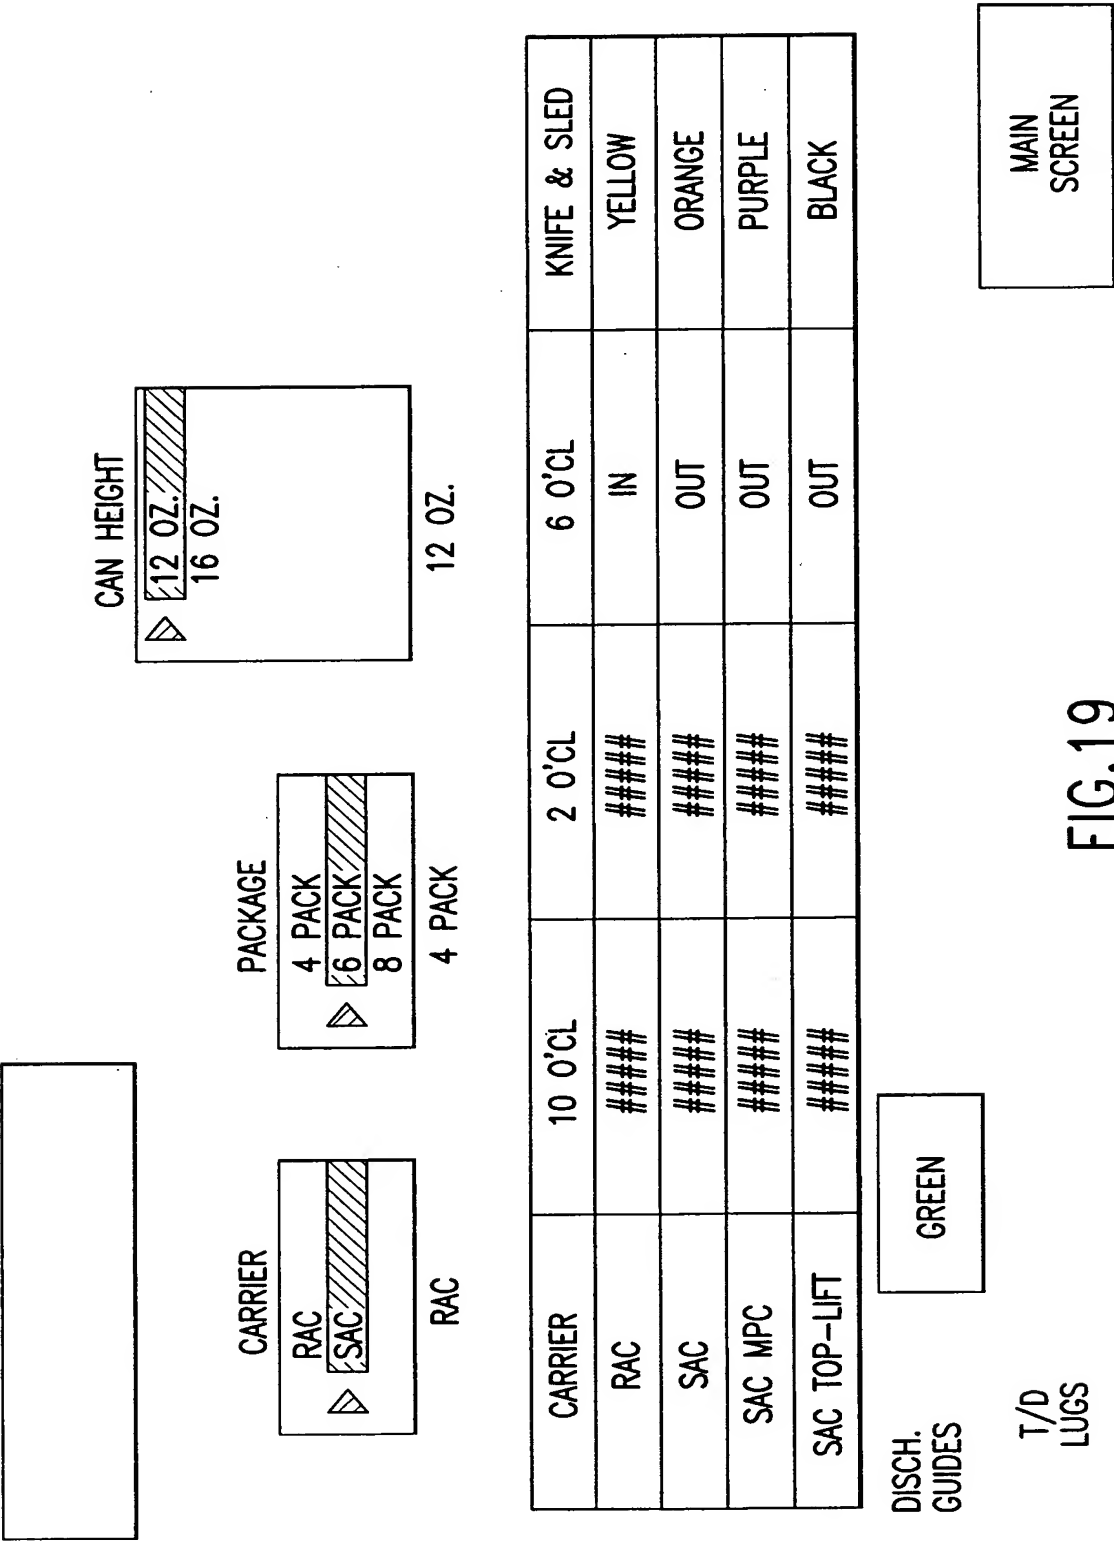 CARRIER
RAC
SAC
RAC
PACKAGE
4 PACK
6 PACK
8 PACK
4 PACK
CAN HEIGHT
12 OZ.
16 OZ.
12 OZ.
CARRIER 10 O'CL 2 O'CL 6 O'CL KNIFE & SLED
RAC ##### ##### IN YELLOW
SAC ##### ##### OUT ORANGE
SAC MPC ##### ##### OUT PURPLE
SAC TOP-LIFT ##### ##### OUT BLACK
DISCH.
GUIDES
GREEN
T/D
LUGS
MAIN
SCREEN
FIG.19